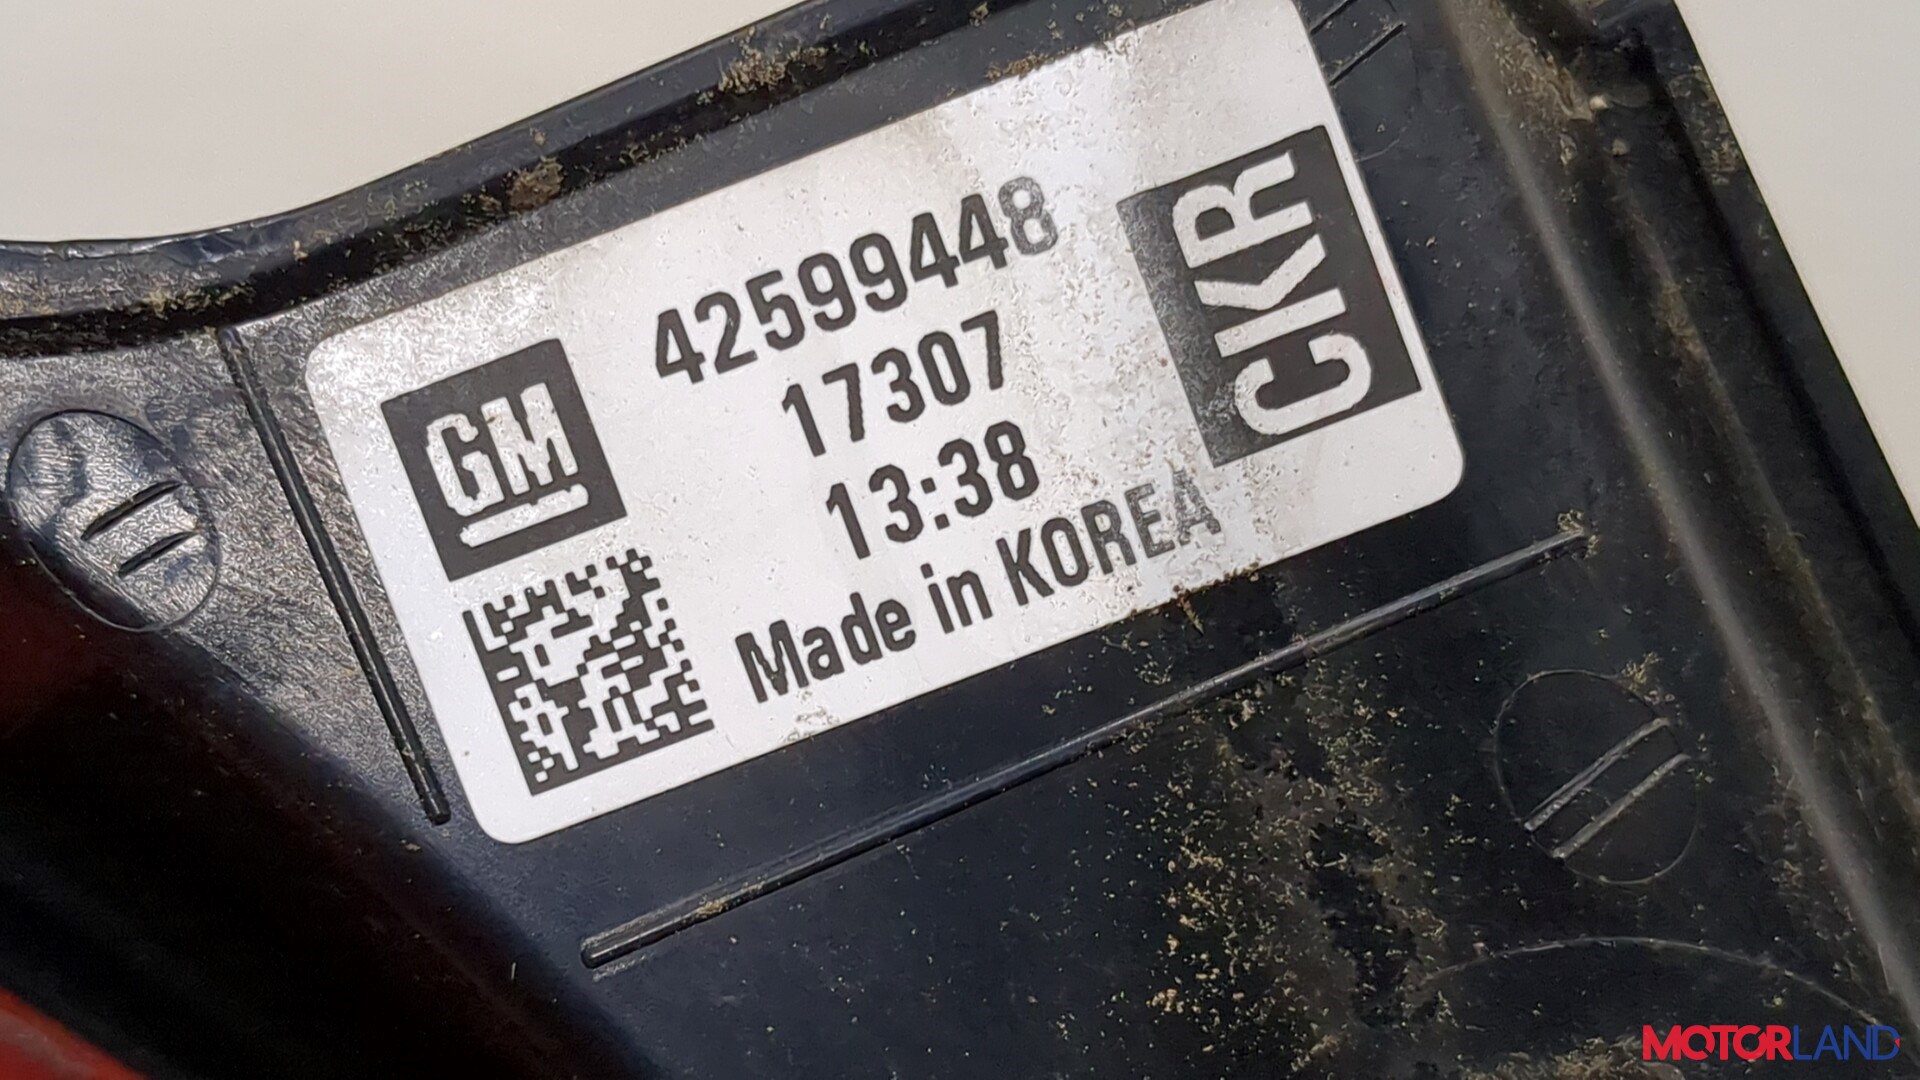 42599448
17307
13:38
Made in KOREA
GM
CKR
MOTORLAND